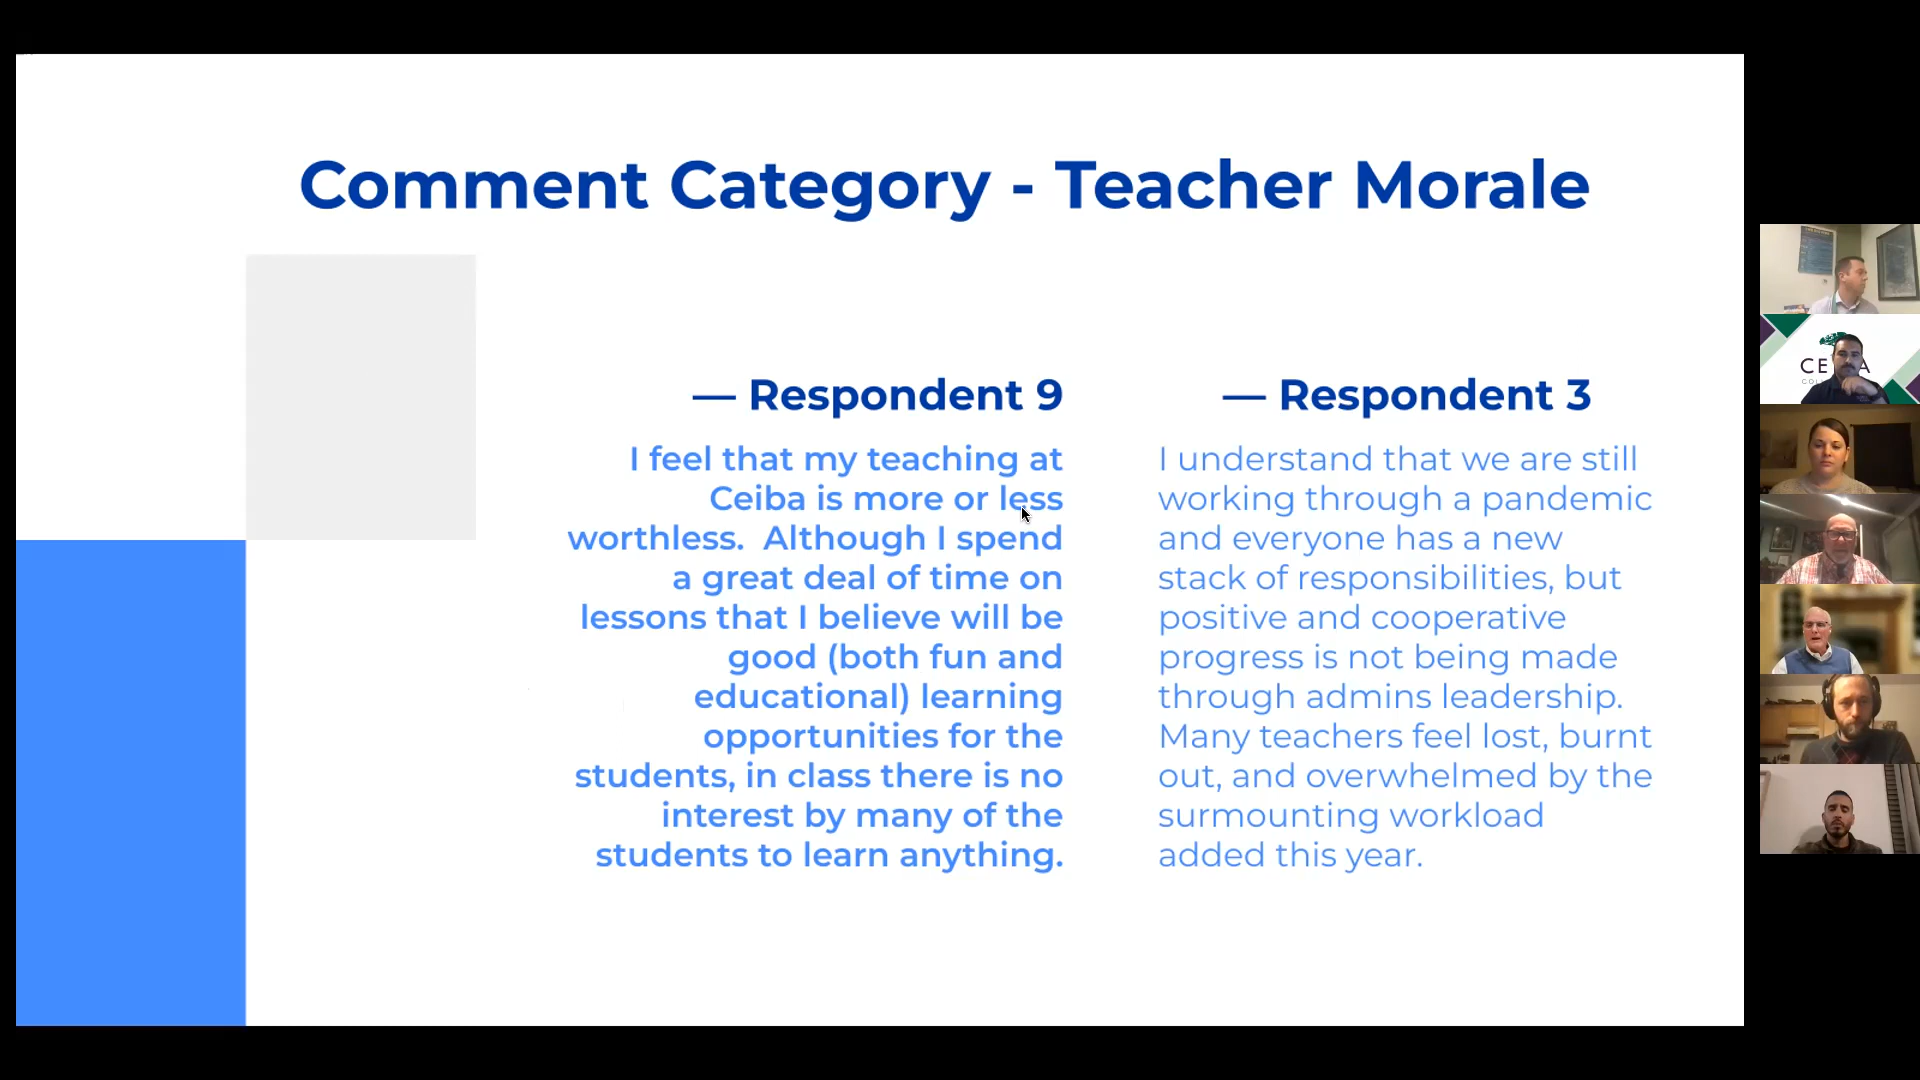 Comment Category - Teacher Morale
— Respondent 9
I feel that my teaching at
Ceiba is more or less
worthless.  Although I spend
a great deal of time on
lessons that I believe will be
good (both fun and
educational) learning
opportunities for the
students, in class there is no
interest by many of the
students to learn anything.
— Respondent 3
I understand that we are still
working through a pandemic
and everyone has a new
stack of responsibilities, but
positive and cooperative
progress is not being made
through admins leadership.
Many teachers feel lost, burnt
out, and overwhelmed by the
surmounting workload
added this year.